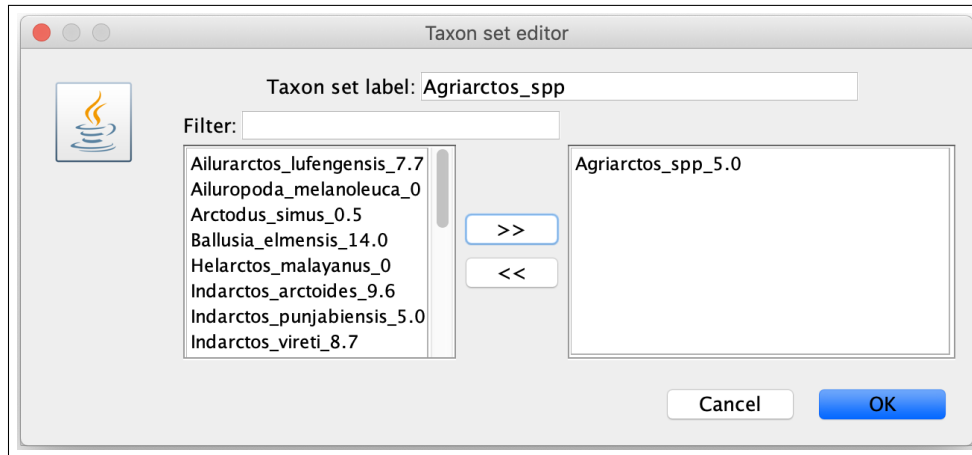 Taxon set editor
Taxon set label: Agriarctos_spp
Filter:
Ailurarctos_lufengensis_7.7
Ailuropoda_melanoleuca_0
Arctodus_simus_0.5
Ballusia_elmensis_14.0
Helarctos_malayanus_0
Indarctos_arctoides_9.6
Indarctos_punjabiensis_5.0
Indarctos_vireti_8.7
>>
<<
Agriarctos_spp_5.0
Cancel
OK